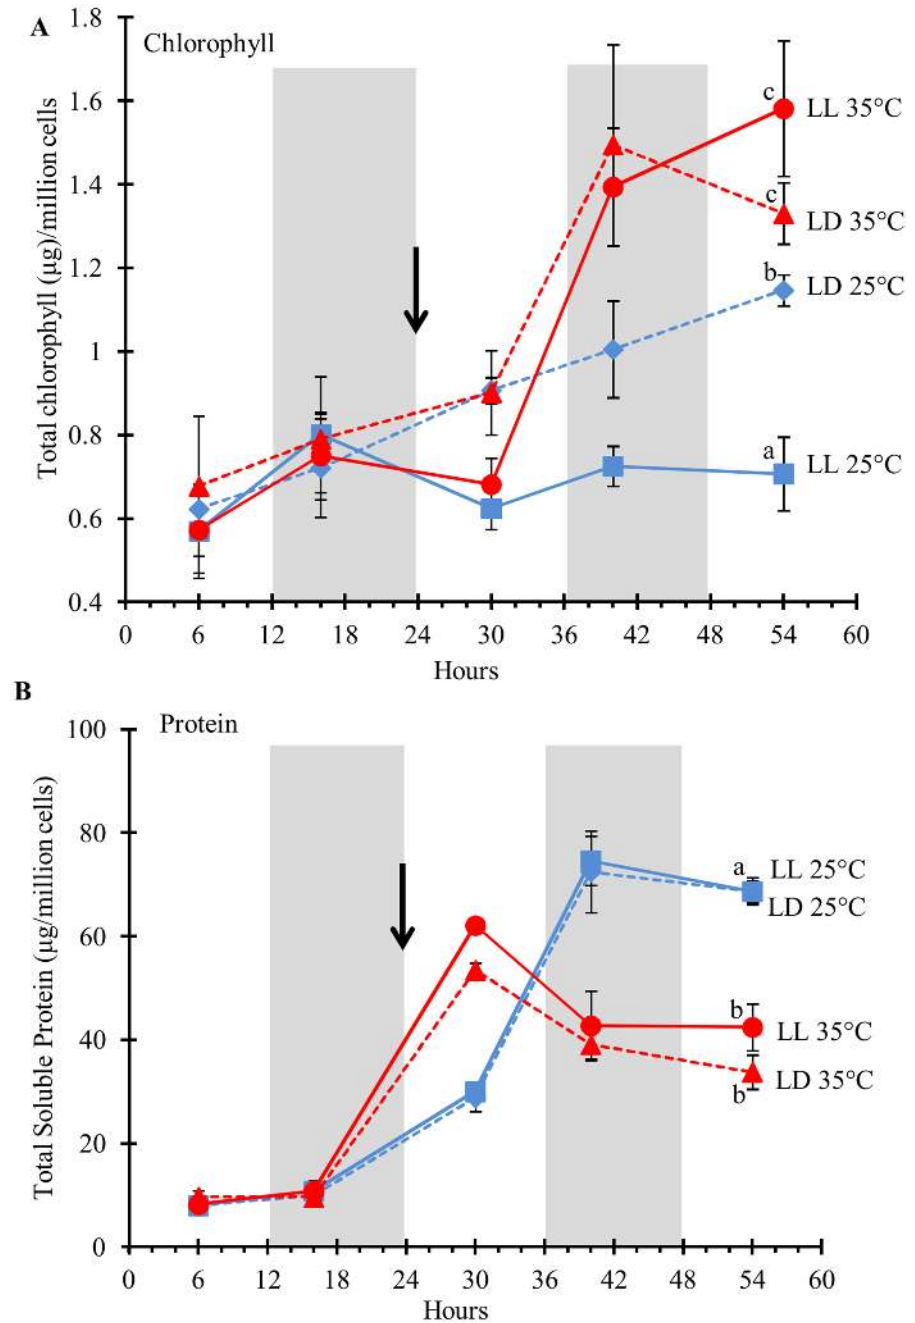 A
Chlorophyll
Total chlorophyll (µg)/million cells
1.8
1.6
1.4
1.2
1
0.8
0.6
0.4
c
LL 35°C
c
LD 35°C
b
LD 25°C
a
LL 25°C
0 6 12 18 24 30 36 42 48 54 60
Hours
B
Protein
Total Soluble Protein (µg/million cells)
100
80
60
40
20
0
a
LL 25°C
LD 25°C
b
LL 35°C
LD 35°C
b
0 6 12 18 24 30 36 42 48 54 60
Hours